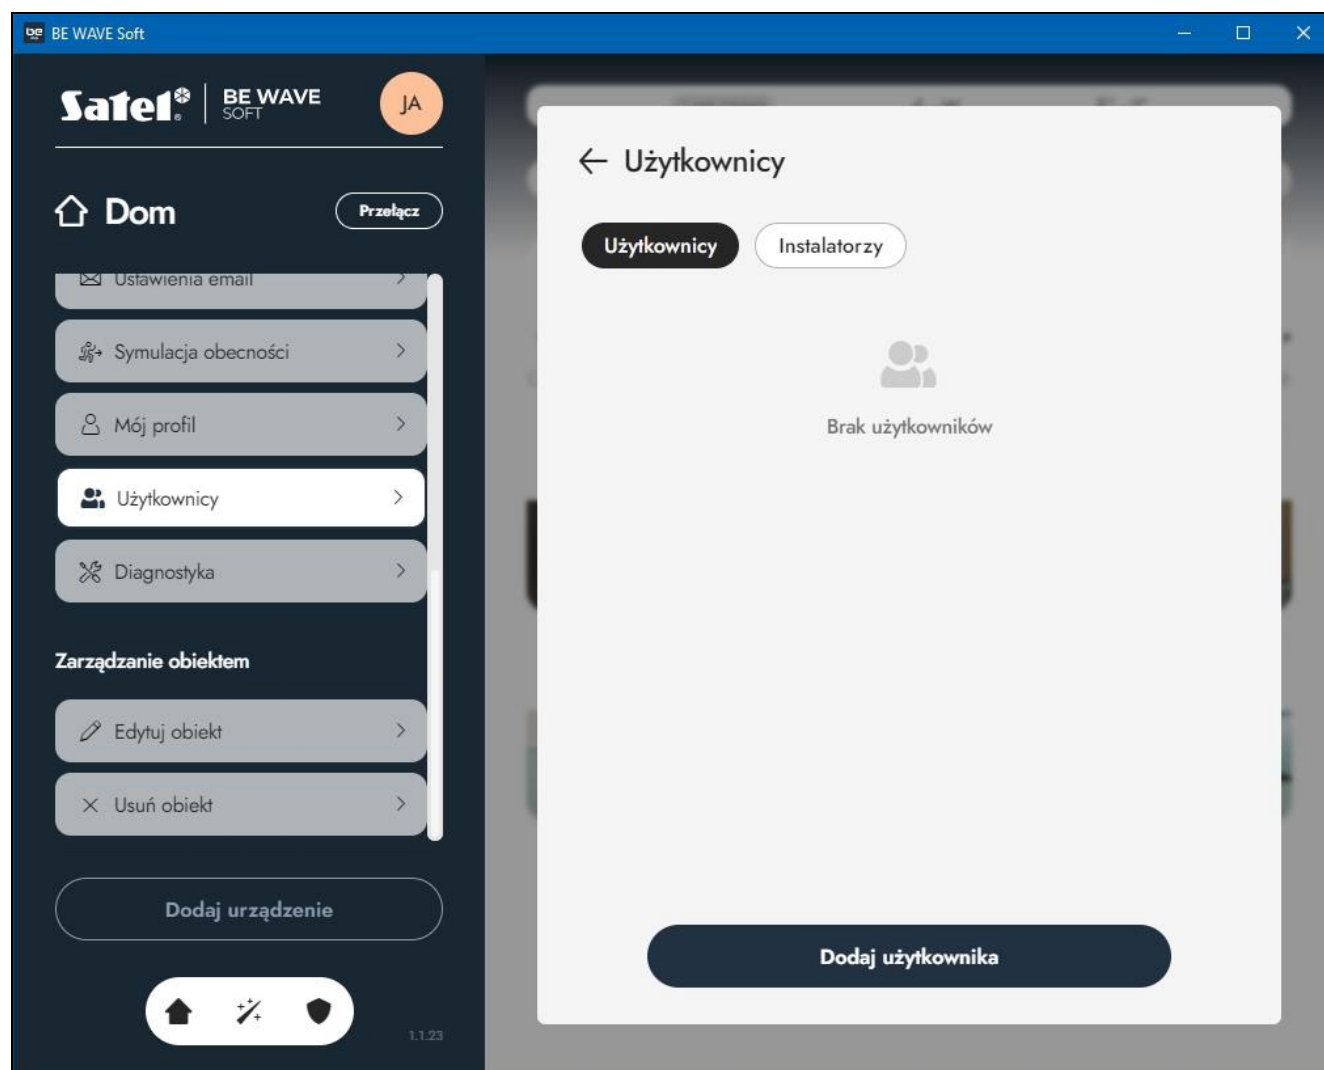 be
BE WAVE Soft
Satel®
BE WAVE
SOFT
JA
Dom
Przełącz
Ustawienia email
Symulacja obecności
Mój profil
Użytkownicy
Diagnostyka
Zarządzanie obiektem
Edytuj obiekt
Usuń obiekt
Dodaj urządzenie
1.1.23
Użytkownicy
Użytkownicy
Instalatorzy
Brak użytkowników
Dodaj użytkownika